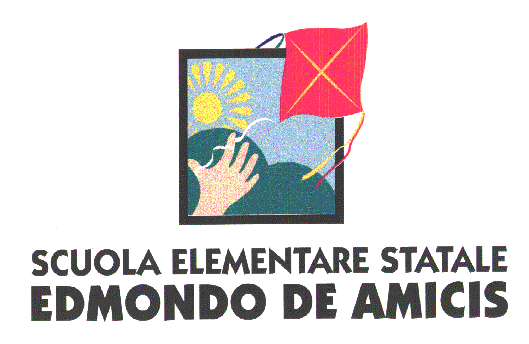 SCUOLA ELEMENTARE STATALE
EDMONDO DE AMICIS